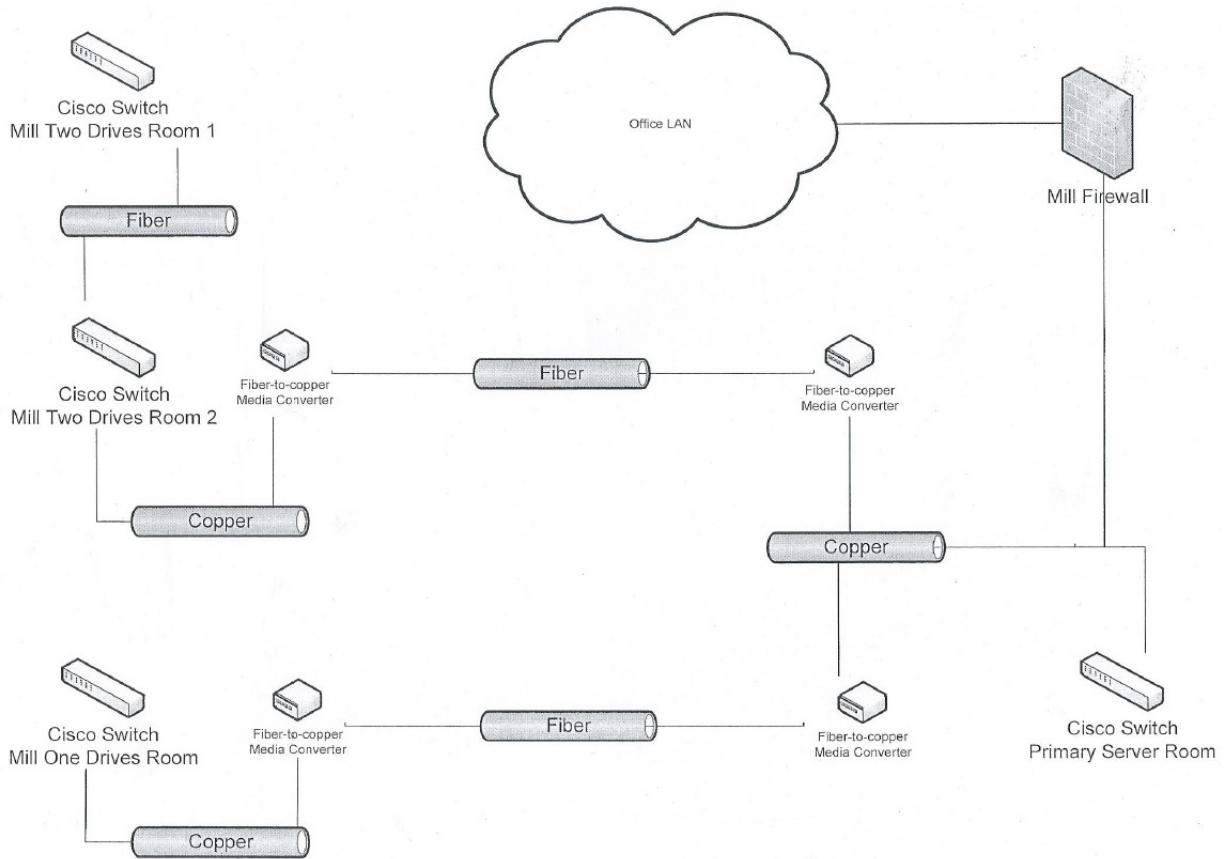 Office LAN
Cisco Switch
Mill Two Drives Room 1
Mill Firewall
Fiber
Cisco Switch
Mill Two Drives Room 2
Fiber-to-copper
Media Converter
Fiber
Fiber-to-copper
Media Converter
Copper
Copper
Cisco Switch
Mill One Drives Room
Fiber-to-copper
Media Converter
Fiber
Fiber-to-copper
Media Converter
Cisco Switch
Primary Server Room
Copper